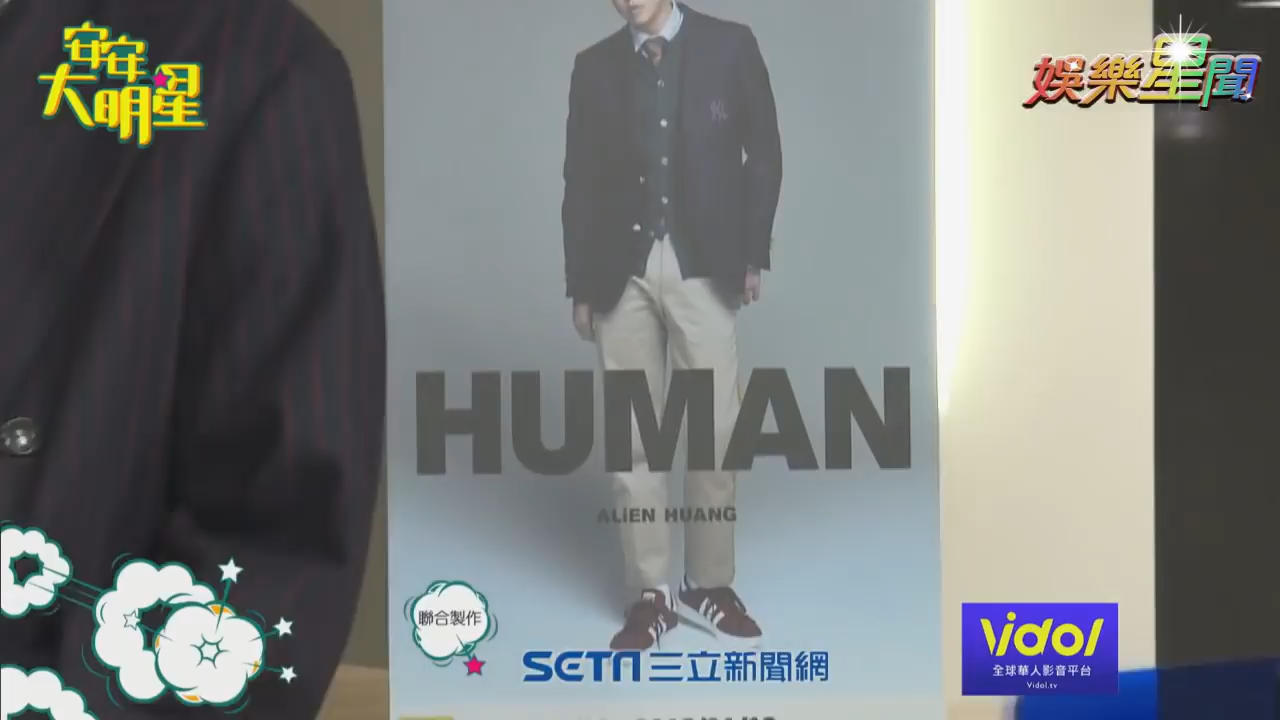 安安
大明星
娛樂星聞
HUMAN
ALiEN HUANG
聯合製作
SETN三立新聞網
Vidol
全球華人影音平台
Vidol.tv